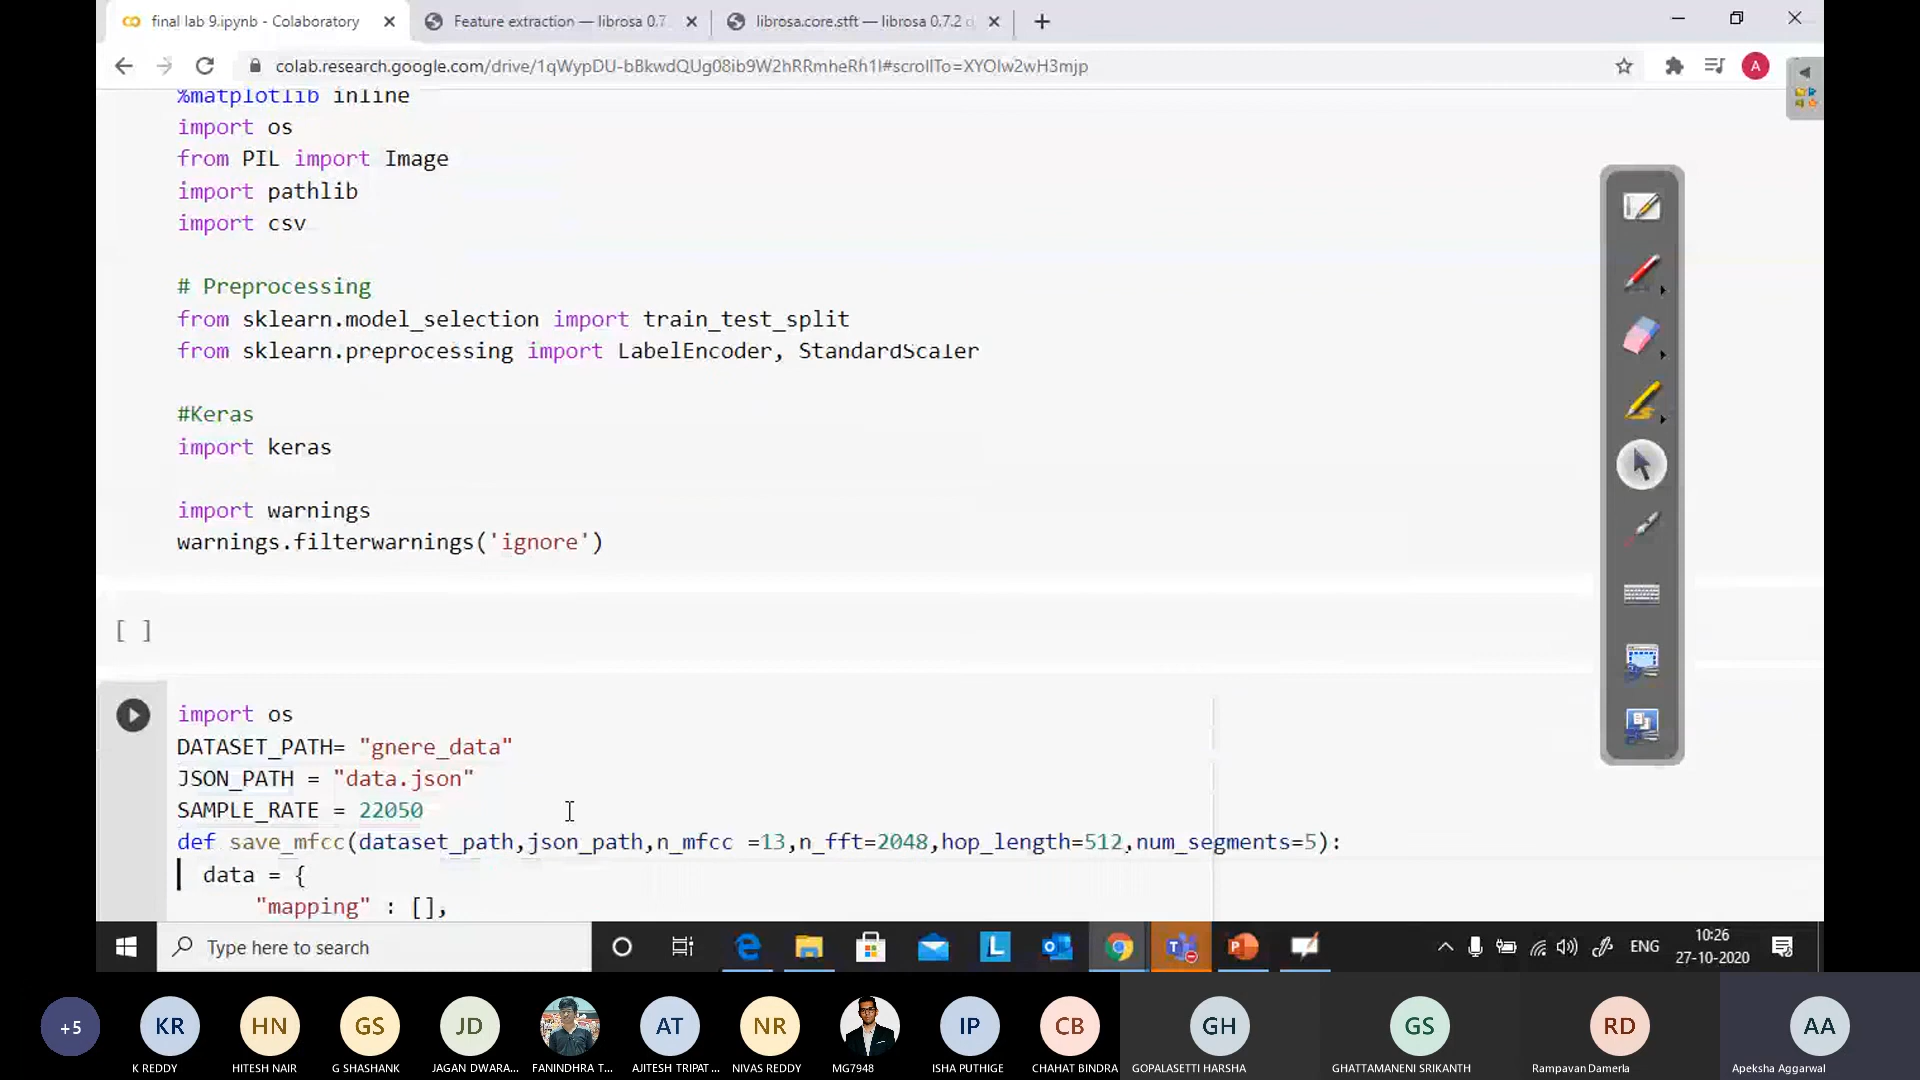 final lab 9.ipynb - Colaboratory
Feature extraction — librosa 0.7.
librosa.core.stft — librosa 0.7.2 d
colab.research.google.com/drive/1qWypDU-bBkwdQUg08ib9W2hRRmheRh1I#scrollTo=XYOlw2wH3mjp
A
%matplotlib inline
import os
from PIL import Image
import pathlib
import csv
# Preprocessing
from sklearn.model_selection import train_test_split
from sklearn.preprocessing import LabelEncoder, StandardScaler
#Keras
import keras
import warnings
warnings.filterwarnings('ignore')
[ ]
import os
DATASET_PATH= "gnere_data"
JSON_PATH = "data.json"
SAMPLE_RATE = 22050
def save_mfcc(dataset_path,json_path,n_mfcc =13,n_fft=2048,hop_length=512,num_segments=5):
data = {
"mapping" : [],
Type here to search
L
ENG
10:26
27-10-2020
+5
KR
HN
GS
JD
AT
NR
IP
CB
GH
GS
RD
AA
K REDDY
HITESH NAIR
G SHASHANK
JAGAN DWARA...
FANINDHRA T...
AJITESH TRIPAT...
NIVAS REDDY
MG7948
ISHA PUTHIGE
CHAHAT BINDRA
GOPALASETTI HARSHA
GHATTAMANENI SRIKANTH
Rampavan Damerla
Apeksha Aggarwal